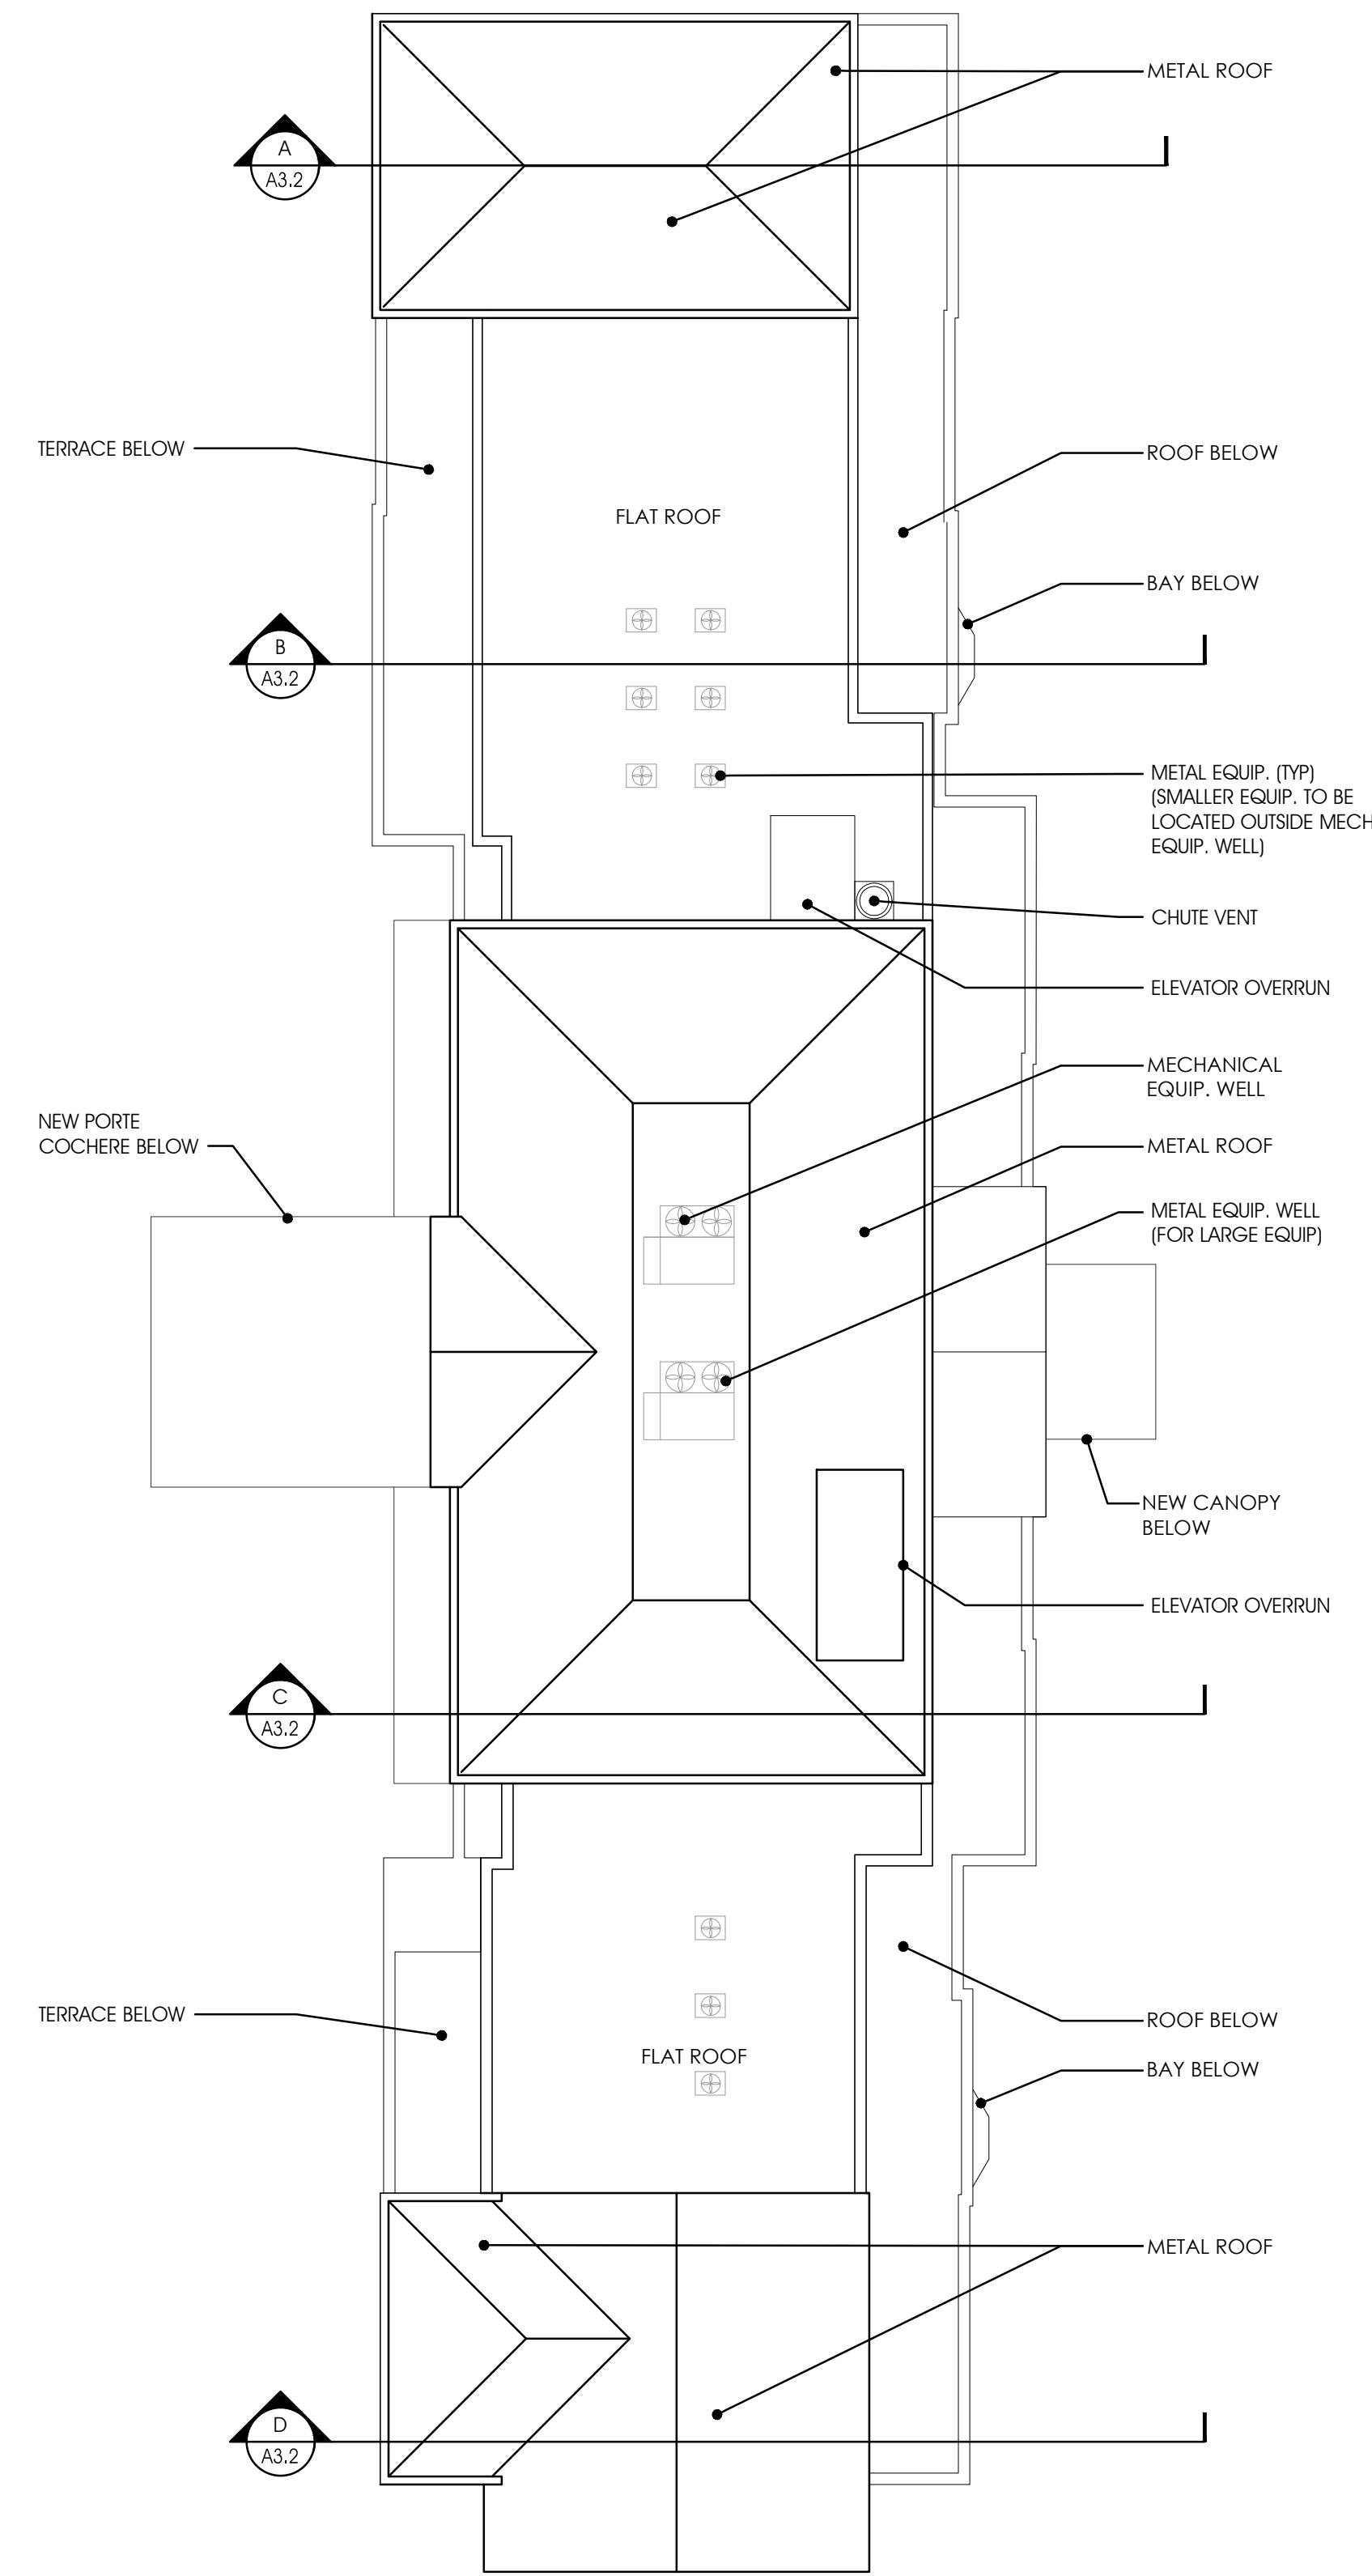 METAL ROOF
A
A3.2
TERRACE BELOW
ROOF BELOW
FLAT ROOF
BAY BELOW
B
A3.2
METAL EQUIP. (TYP)
(SMALLER EQUIP. TO BE
LOCATED OUTSIDE MECH
EQUIP. WELL)
CHUTE VENT
ELEVATOR OVERRUN
MECHANICAL
EQUIP. WELL
NEW PORTE
COCHERE BELOW
METAL ROOF
METAL EQUIP. WELL
(FOR LARGE EQUIP)
NEW CANOPY
BELOW
ELEVATOR OVERRUN
C
A3.2
TERRACE BELOW
ROOF BELOW
FLAT ROOF
BAY BELOW
METAL ROOF
D
A3.2